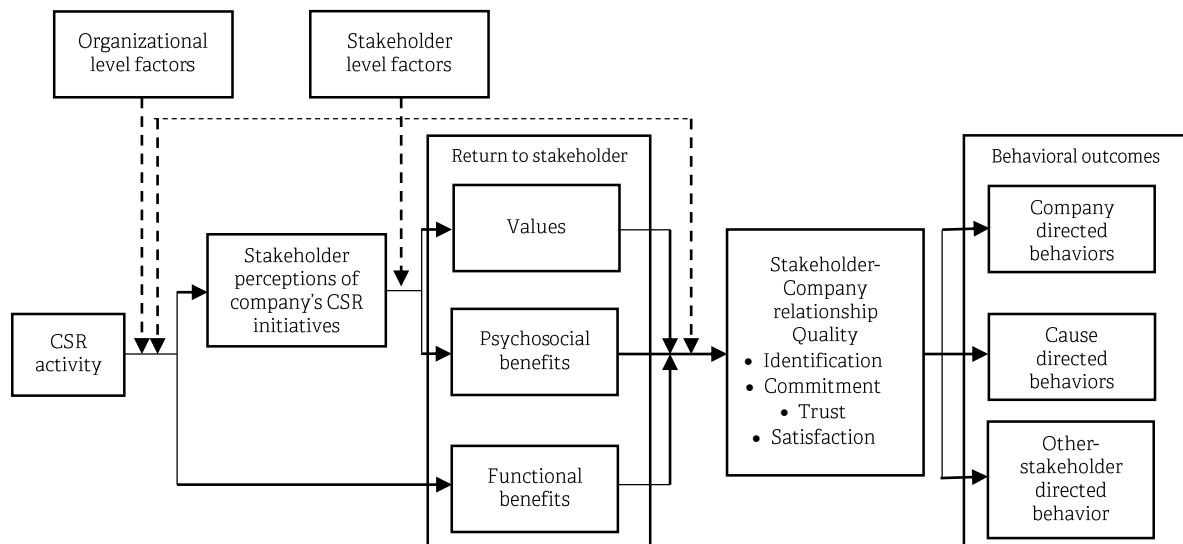 Organizational
level factors
Stakeholder
level factors
Return to stakeholder
Behavioral outcomes
Values
Company
directed
behaviors
Stakeholder
perceptions of
company's CSR
initiatives
Stakeholder-
Company
relationship
Quality
• Identification
• Commitment
• Trust
• Satisfaction
CSR
activity
Psychosocial
benefits
Cause
directed
behaviors
Functional
benefits
Other-
stakeholder
directed
behavior